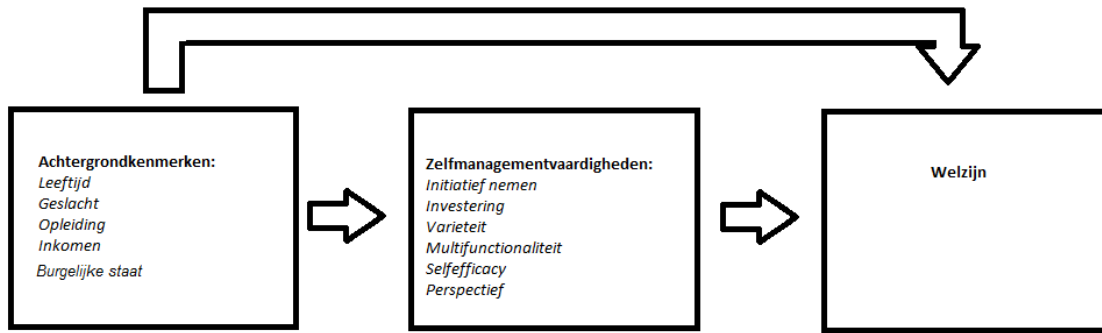 Achtergrondkenmerken:
Leeftijd
Geslacht
Opleiding
Inkomen
Burgelijke staat
Zelfmanagementvaardigheden:
Initiatief nemen
Investering
Varieteit
Multifunctionaliteit
Selfefficacy
Perspectief
Welzijn